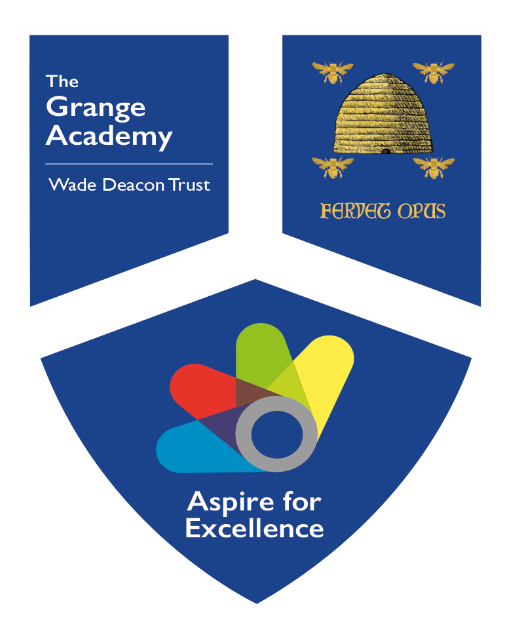 The
Grange
Academy
Wade Deacon Trust
FERVET OPUS
Aspire for
Excellence